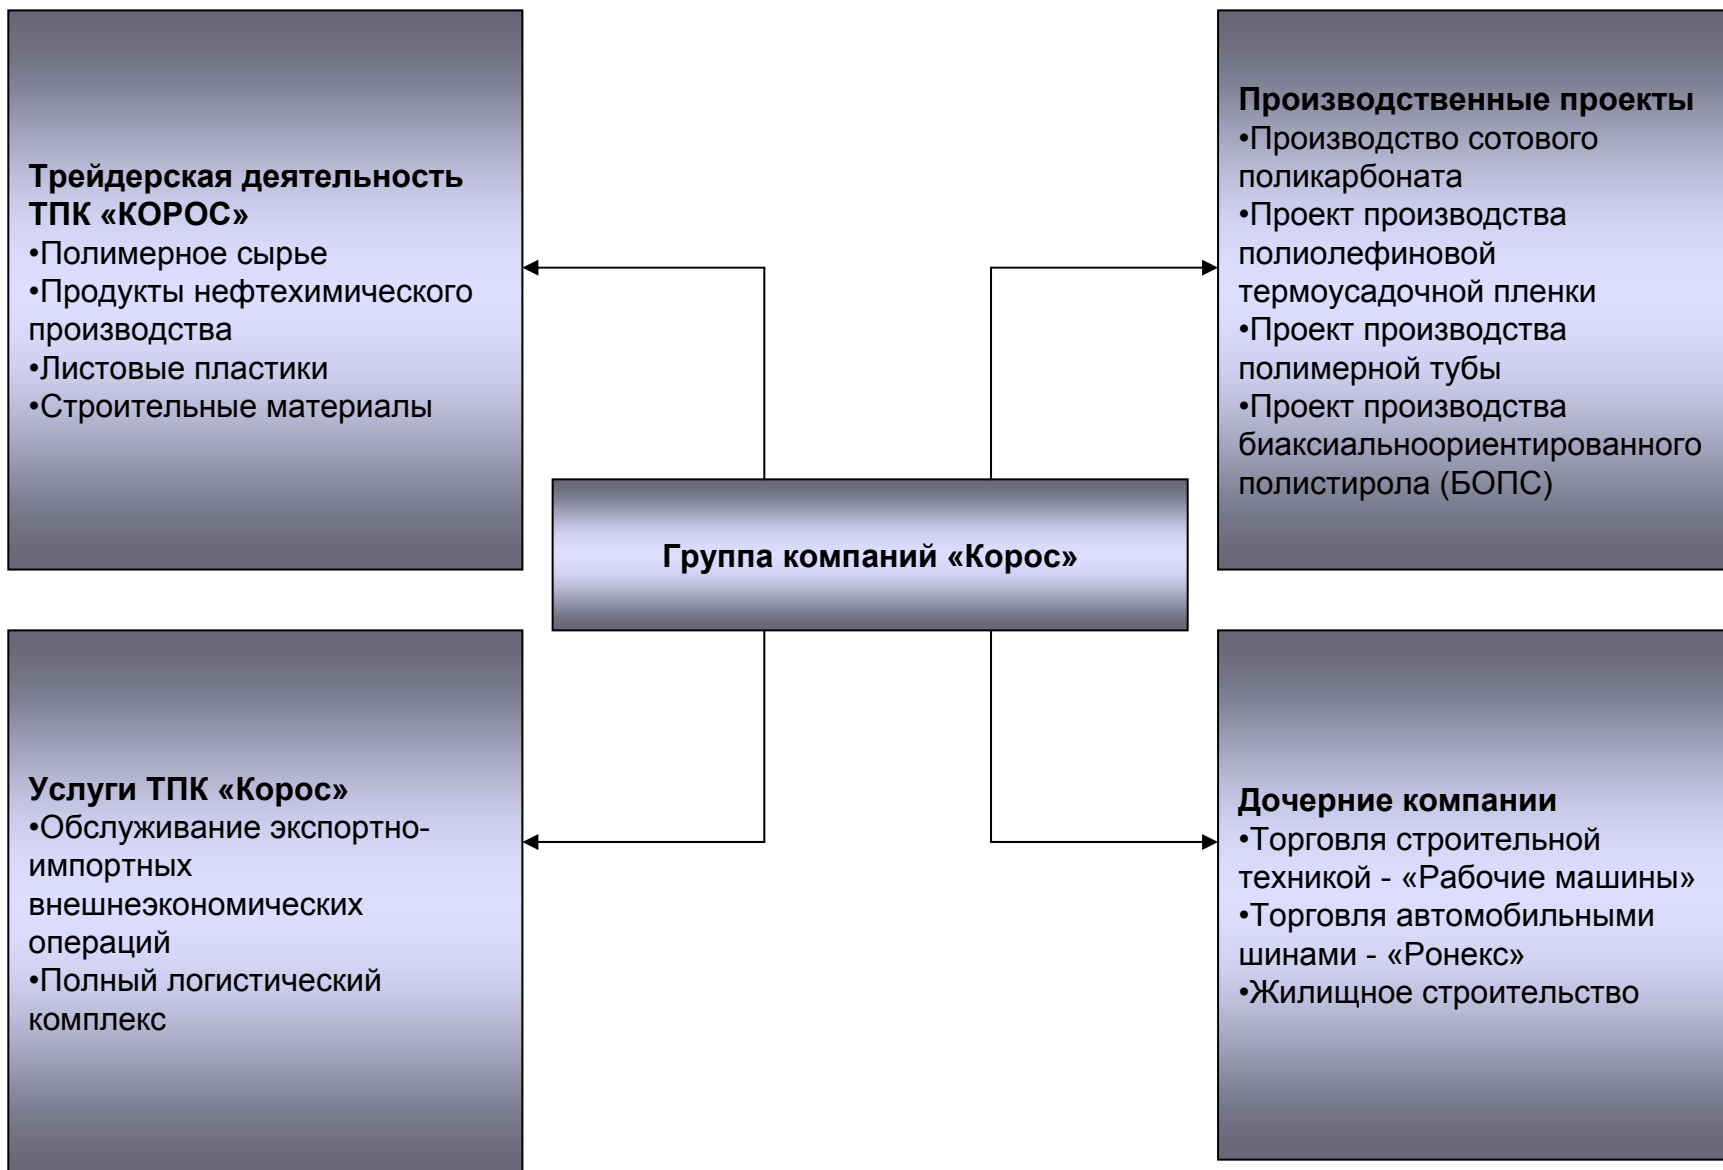 Трейдерская деятельность
ТПК «КОРОС»
•Полимерное сырье
•Продукты нефтехимического
производства
•Листовые пластики
•Строительные материалы
Производственные проекты
•Производство сотового
поликарбоната
•Проект производства
полиолефиновой
термоусадочной пленки
•Проект производства
полимерной тубы
•Проект производства
биаксиальноориентированного
полистирола (БОПС)
Группа компаний «Корос»
Услуги ТПК «Корос»
•Обслуживание экспортно-
импортных
внешнеэкономических
операций
•Полный логистический
комплекс
Дочерние компании
•Торговля строительной
техникой - «Рабочие машины»
•Торговля автомобильными
шинами - «Ронекс»
•Жилищное строительство